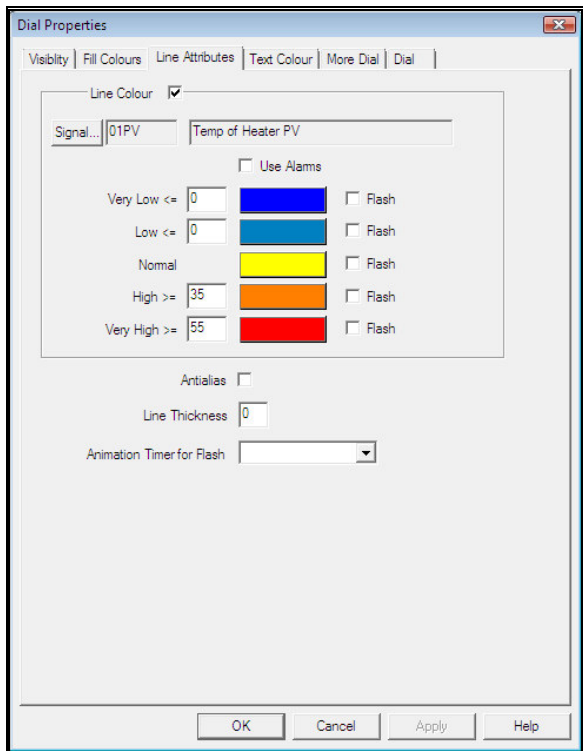 Dial Properties
Visiblity Fill Colours Line Attributes Text Colour More Dial Dial
Line Colour
Signal... 01PV Temp of Heater PV
Use Alarms
Very Low <= 0 Flash
Low <= 0 Flash
Normal Flash
High >= 35 Flash
Very High >= 55 Flash
Antialias
Line Thickness 0
Animation Timer for Flash
OK Cancel Apply Help